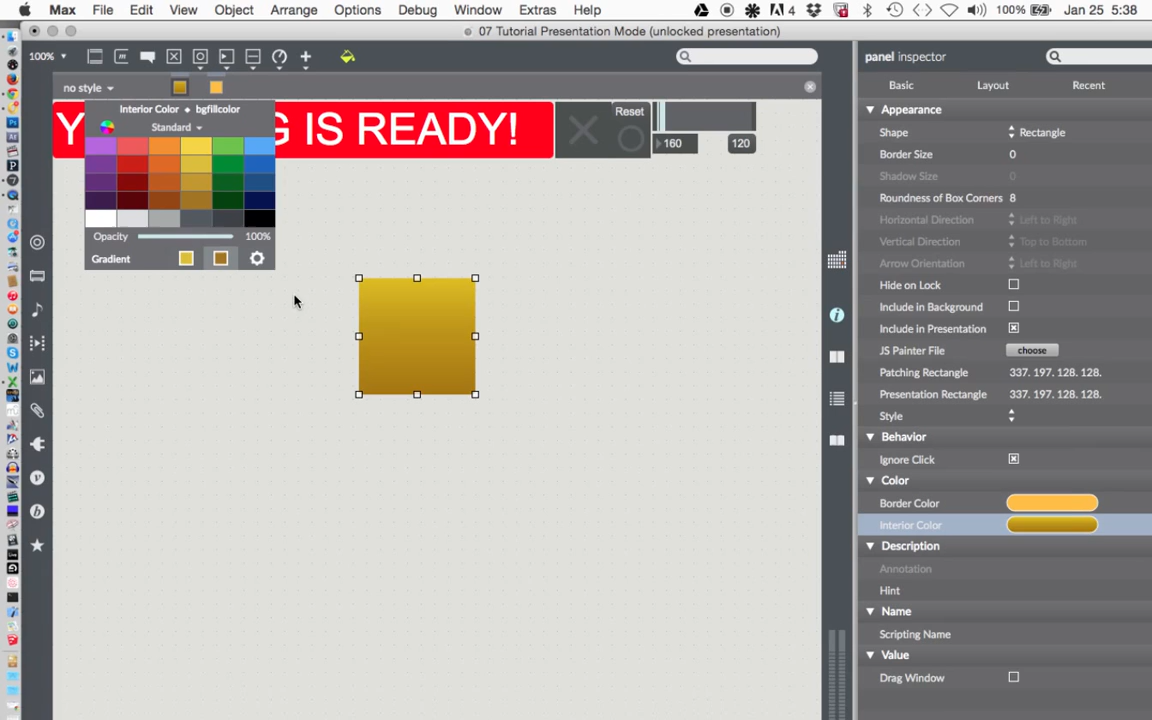 Max File Edit View Object Arrange Options Debug Window Extras Help 4 100% Jan 25 5:38
07 Tutorial Presentation Mode (unlocked presentation)
100%
panel inspector
no style
Basic Layout Recent
Interior Color ◆ bgfillcolor
Standard
Y G IS READY!
Reset
160 120
Opacity 100%
Gradient
Appearance
Shape Rectangle
Border Size 0
Shadow Size 0
Roundness of Box Corners 8
Horizontal Direction Left to Right
Vertical Direction Top to Bottom
Arrow Orientation Left to Right
Hide on Lock
Include in Background
Include in Presentation
JS Painter File choose
Patching Rectangle 337. 197. 128. 128.
Presentation Rectangle 337. 197. 128. 128.
Style
Behavior
Ignore Click
Color
Border Color
Interior Color
Description
Annotation
Hint
Name
Scripting Name
Value
Drag Window